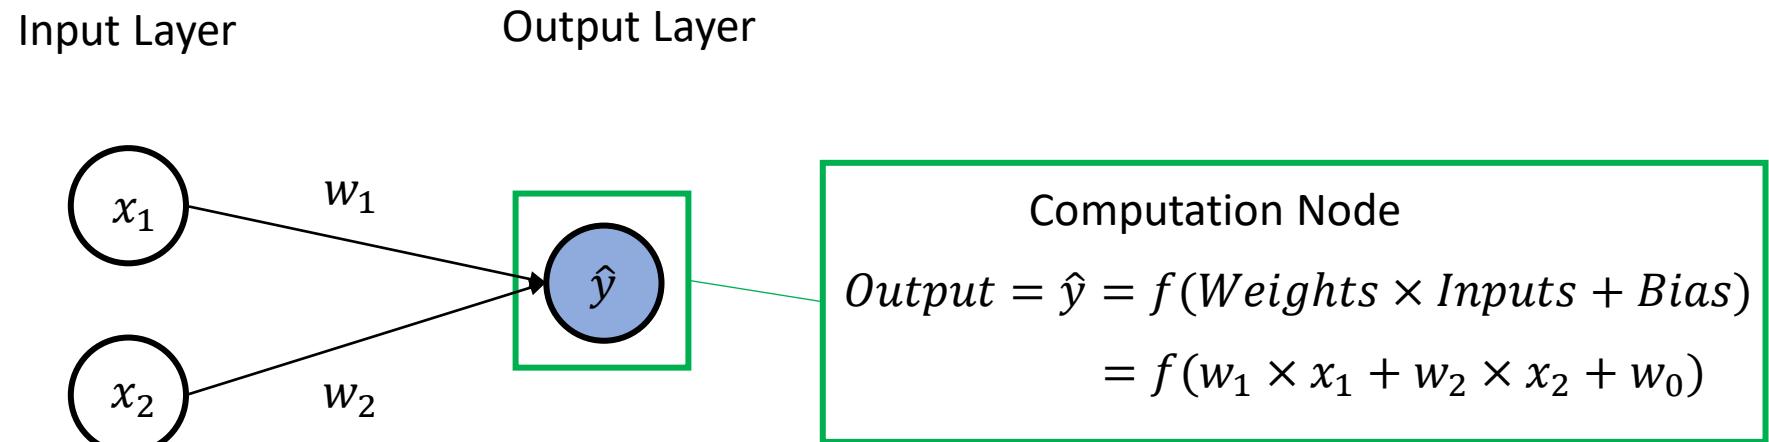 Input Layer
Output Layer
x₁
w₁
ŷ
x₂
w₂
Computation Node
Output = ŷ = f(Weights × Inputs + Bias)
= f(w₁ × x₁ + w₂ × x₂ + w₀)